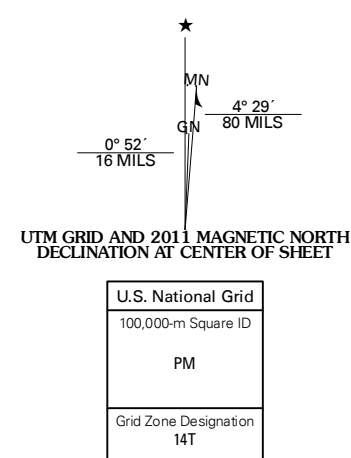 ★
MN
4° 29´
80 MILS
GN
0° 52´
16 MILS
UTM GRID AND 2011 MAGNETIC NORTH
DECLINATION AT CENTER OF SHEET
U.S. National Grid
100,000-m Square ID
PM
Grid Zone Designation
14T